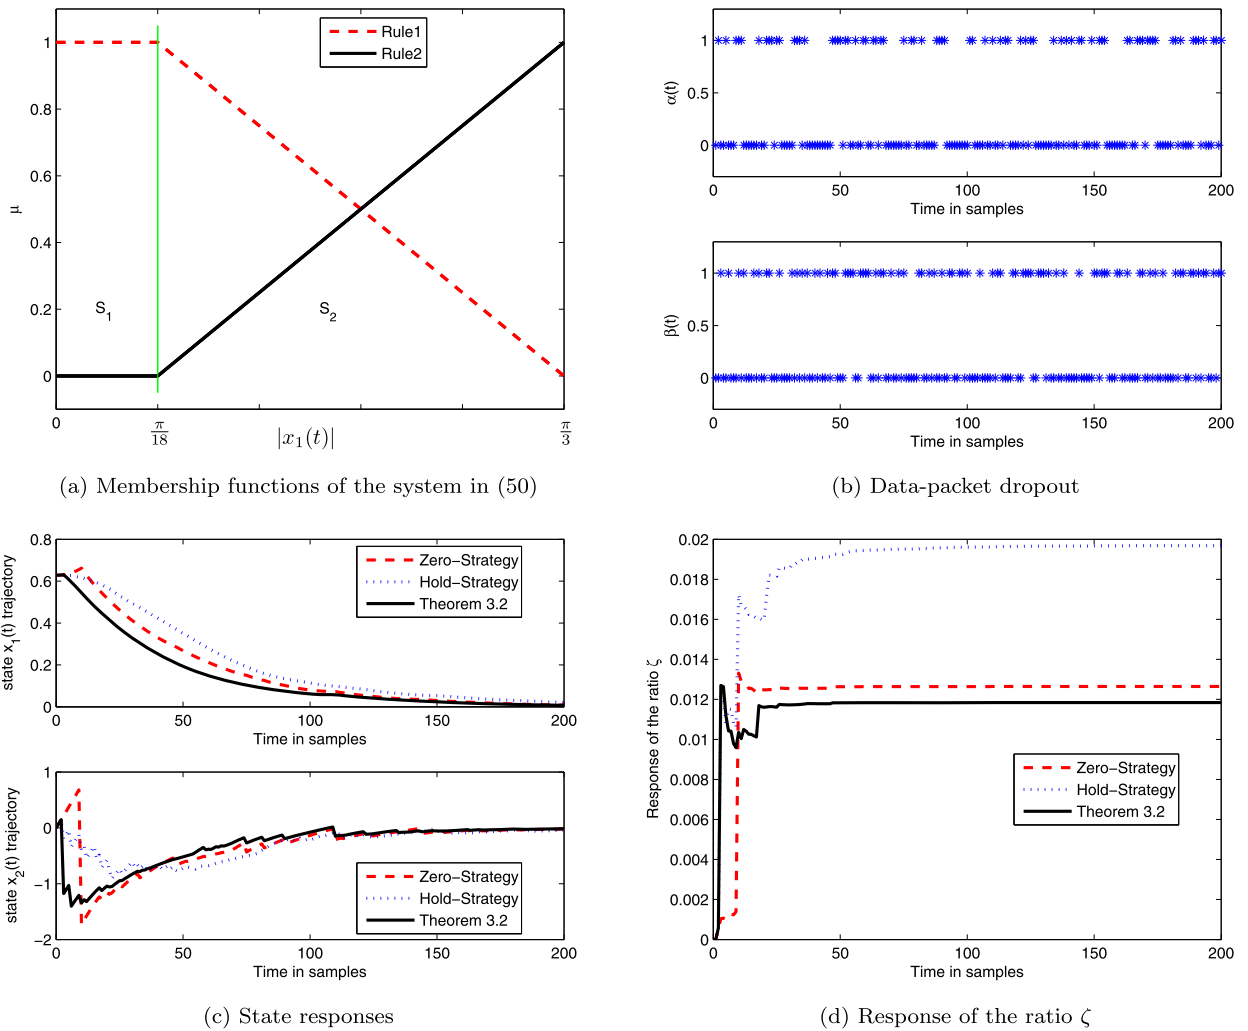 Rule1
Rule2
μ
1
0.8
0.6
0.4
0.2
0
S1
S2
0
π/18
|x1(t)|
π/3
(a) Membership functions of the system in (50)
α(t)
1
0.5
0
0 50 100 150 200
Time in samples
β(t)
1
0.5
0
0 50 100 150 200
Time in samples
(b) Data-packet dropout
state x1(t) trajectory
0.8
0.6
0.4
0.2
0
Zero-Strategy
Hold-Strategy
Theorem 3.2
0 50 100 150 200
Time in samples
state x2(t) trajectory
1
0
−1
−2
Zero-Strategy
Hold-Strategy
Theorem 3.2
0 50 100 150 200
Time in samples
(c) State responses
Response of the ratio ζ
0.02
0.018
0.016
0.014
0.012
0.01
0.008
0.006
0.004
0.002
0
Zero-Strategy
Hold-Strategy
Theorem 3.2
0 50 100 150 200
Time in samples
(d) Response of the ratio ζ